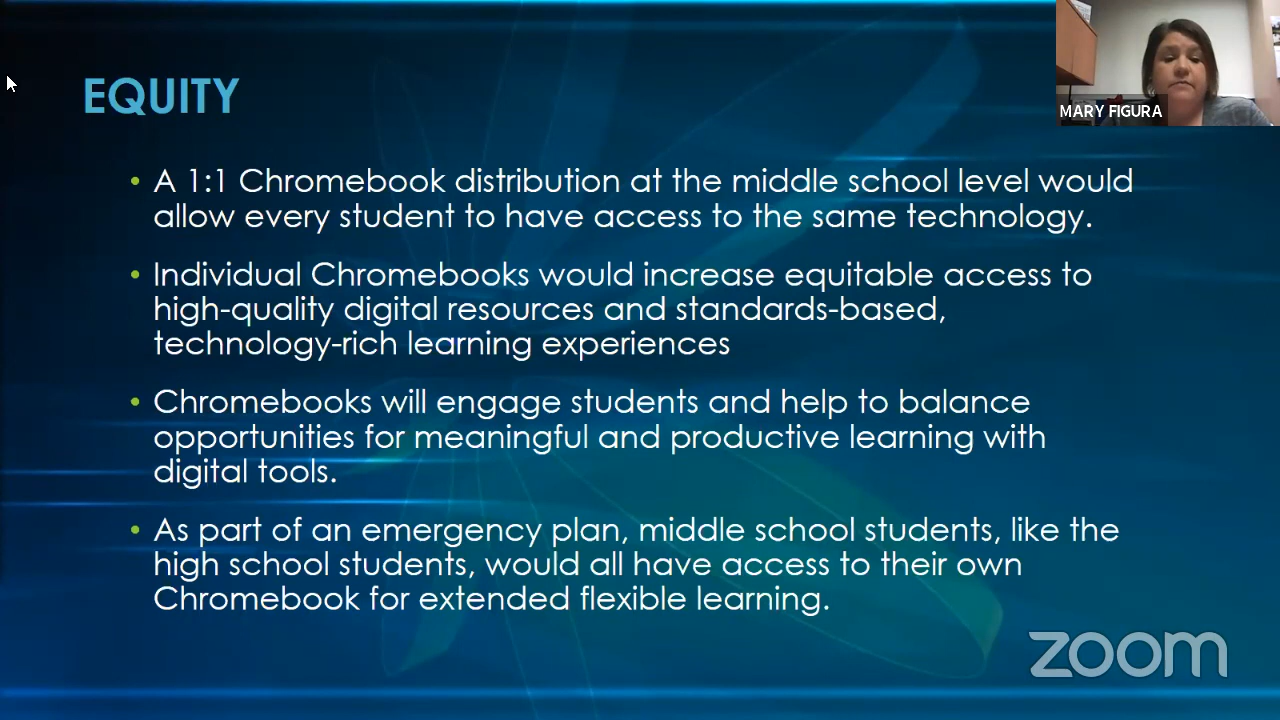 EQUITY
MARY FIGURA
• A 1:1 Chromebook distribution at the middle school level would
allow every student to have access to the same technology.
• Individual Chromebooks would increase equitable access to
high-quality digital resources and standards-based,
technology-rich learning experiences
• Chromebooks will engage students and help to balance
opportunities for meaningful and productive learning with
digital tools.
• As part of an emergency plan, middle school students, like the
high school students, would all have access to their own
Chromebook for extended flexible learning.
zoom